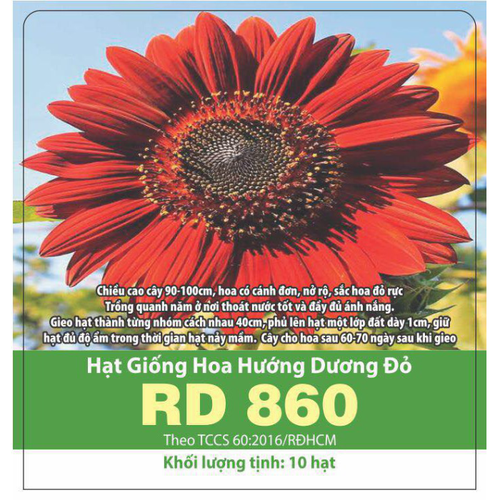 Chiều cao cây 90-100cm, hoa có cánh đơn, nở rộ, sắc hoa đỏ rực
Trồng quanh năm ở nơi thoát nước tốt và đầy đủ ánh nắng.
Gieo hạt thành từng nhóm cách nhau 40cm, phủ lên hạt một lớp đất dày 1cm, giữ
hạt đủ độ ẩm trong thời gian hạt nảy mầm. Cây cho hoa sau 60-70 ngày sau khi gieo
Hạt Giống Hoa Hướng Dương Đỏ
RD 860
Theo TCCS 60:2016/RĐHCM
Khối lượng tịnh: 10 hạt